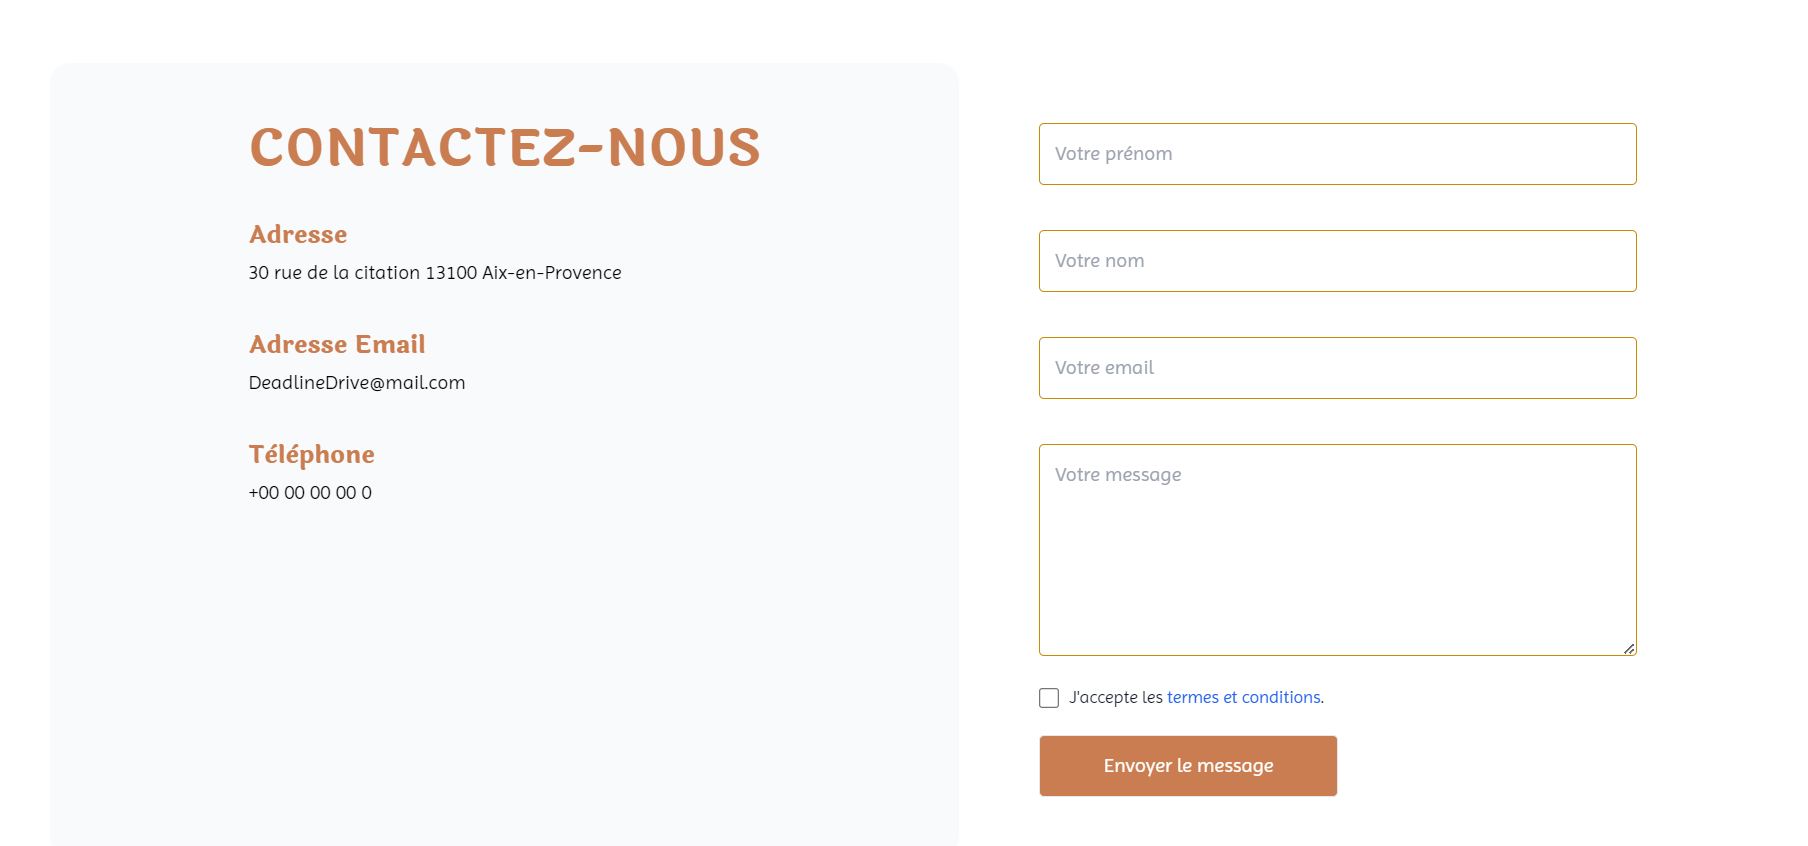 CONTACTEZ-NOUS
Adresse
30 rue de la citation 13100 Aix-en-Provence
Adresse Email
DeadlineDrive@mail.com
Téléphone
+00 00 00 00 0
Votre prénom
Votre nom
Votre email
Votre message
J'accepte les termes et conditions.
Envoyer le message